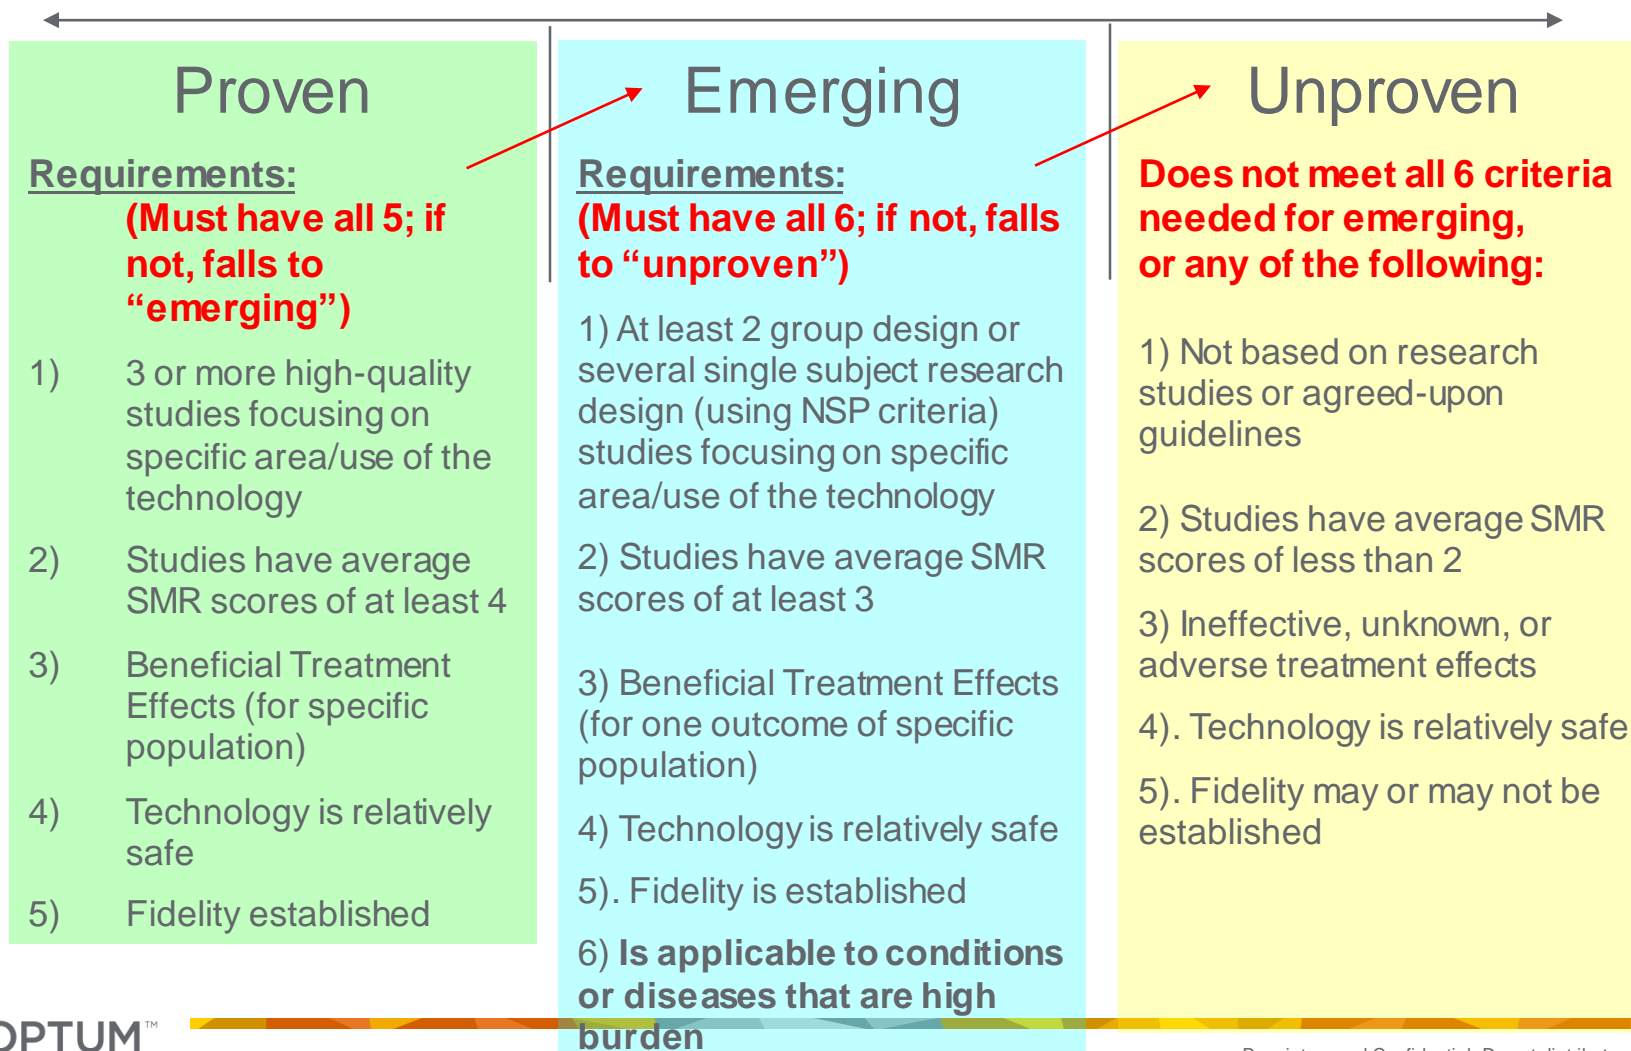 Proven
Requirements:
(Must have all 5; if
not, falls to
“emerging”)
1) 3 or more high-quality
studies focusing on
specific area/use of the
technology
2) Studies have average
SMR scores of at least 4
3) Beneficial Treatment
Effects (for specific
population)
4) Technology is relatively
safe
5) Fidelity established
Emerging
Requirements:
(Must have all 6; if not, falls
to “unproven”)
1) At least 2 group design or
several single subject research
design (using NSP criteria)
studies focusing on specific
area/use of the technology
2) Studies have average SMR
scores of at least 3
3) Beneficial Treatment Effects
(for one outcome of specific
population)
4) Technology is relatively safe
5). Fidelity is established
6) Is applicable to conditions
or diseases that are high
burden
Unproven
Does not meet all 6 criteria
needed for emerging,
or any of the following:
1) Not based on research
studies or agreed-upon
guidelines
2) Studies have average SMR
scores of less than 2
3) Ineffective, unknown, or
adverse treatment effects
4). Technology is relatively safe
5). Fidelity may or may not be
established
OPTUM™